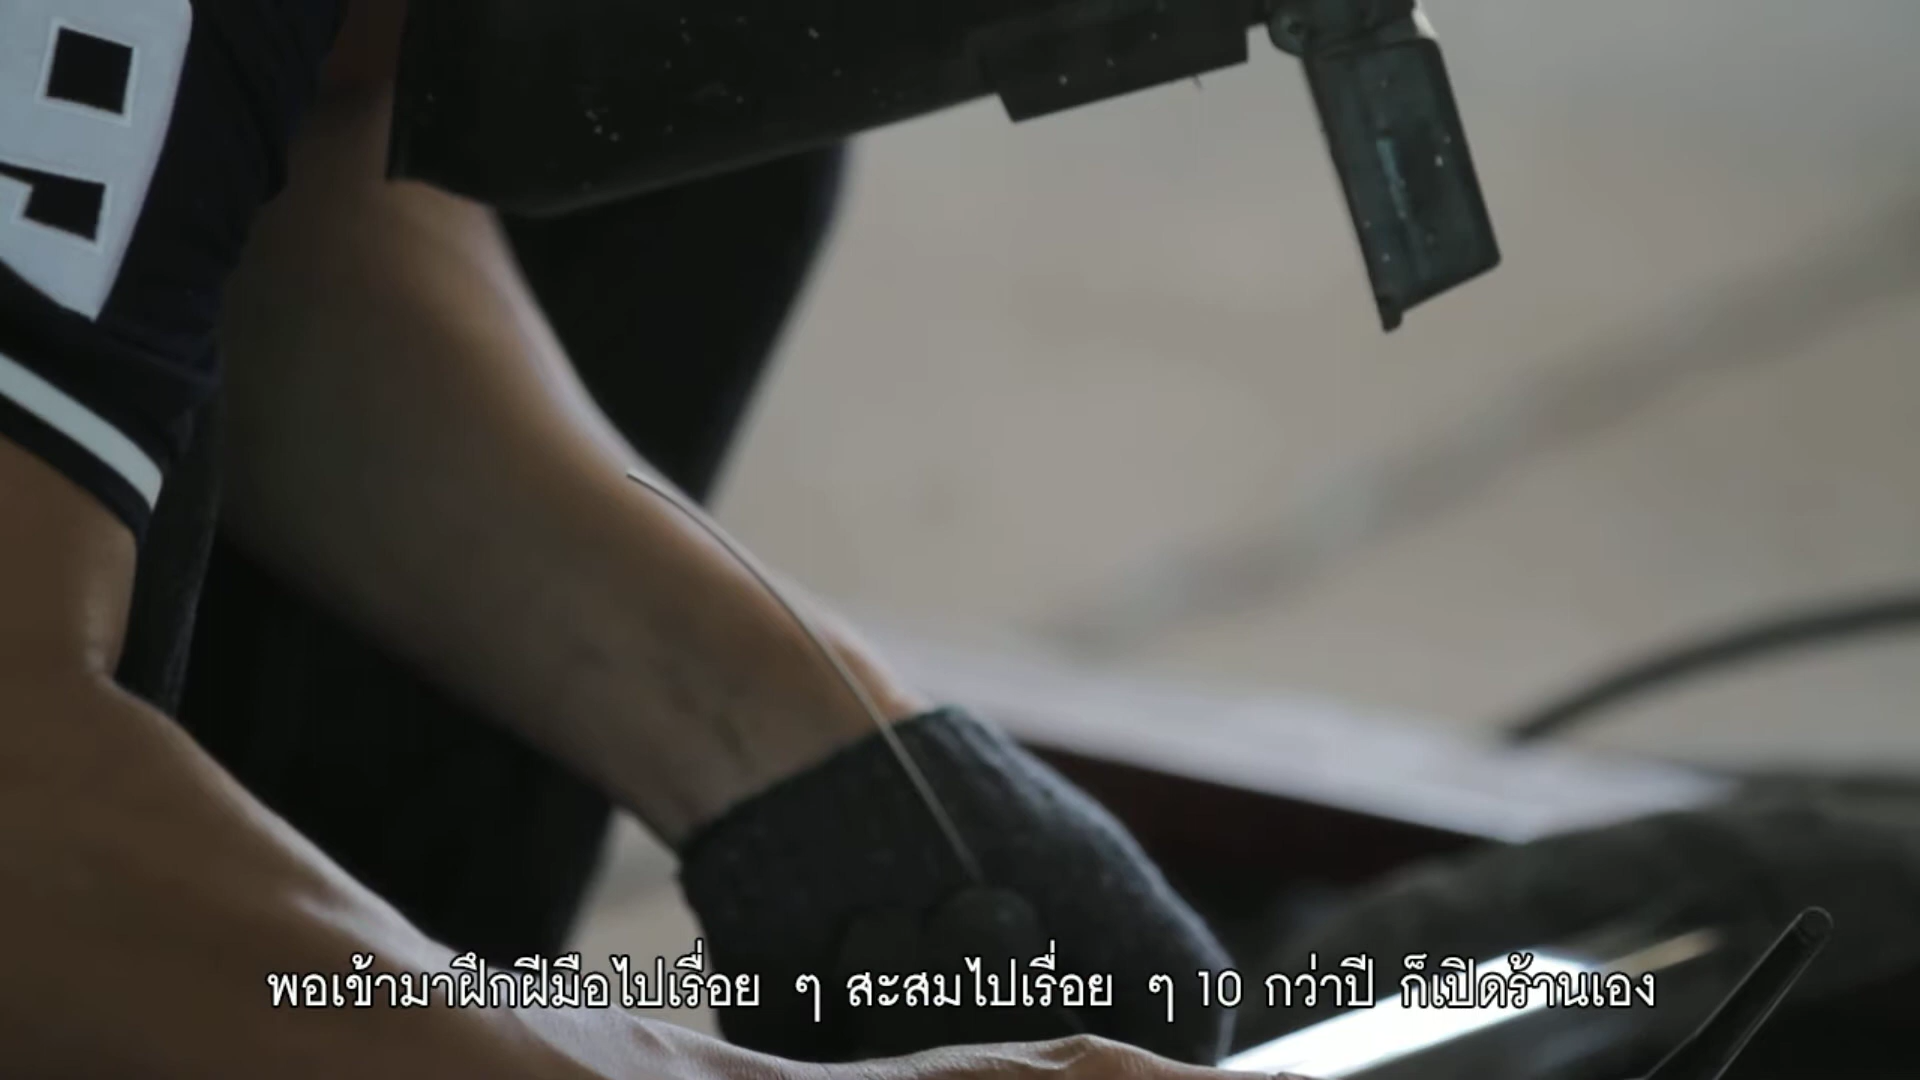 พอเข้ามาฝึกฝีมือไปเรื่อย ๆ สะสมไปเรื่อย ๆ 10 กว่าปี ก็เปิดร้านเอง